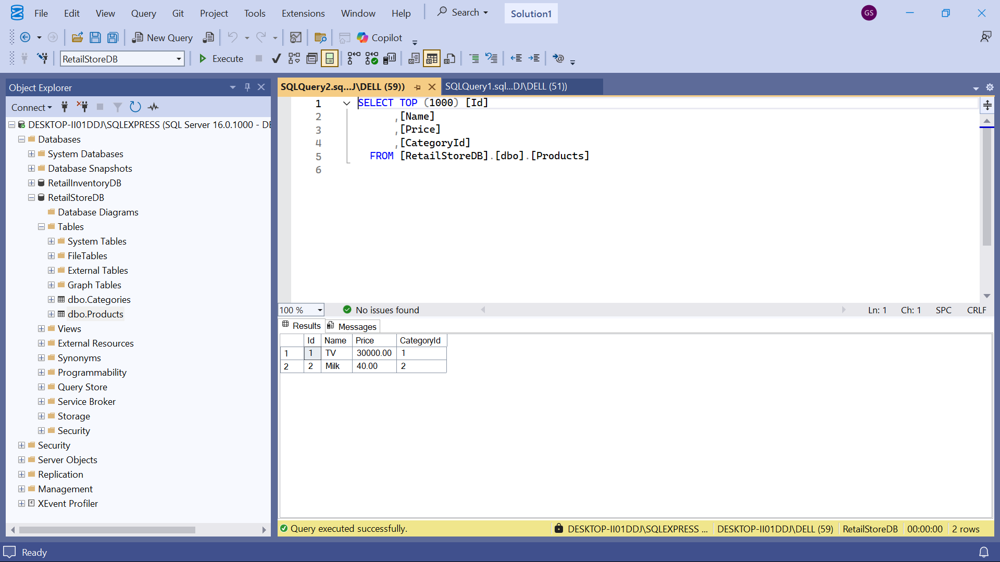 File Edit View Query Git Project Tools Extensions Window Help Search Solution1 GS
New Query Copilot
RetailStoreDB Execute
Object Explorer
Connect
DESKTOP-II01DDJ\SQLEXPRESS (SQL Server 16.0.1000 - DE
Databases
System Databases
Database Snapshots
RetailInventoryDB
RetailStoreDB
Database Diagrams
Tables
System Tables
FileTables
External Tables
Graph Tables
dbo.Categories
dbo.Products
Views
External Resources
Synonyms
Programmability
Query Store
Service Broker
Storage
Security
Security
Server Objects
Replication
Management
XEvent Profiler
SQLQuery2.sq...J\DELL (59)) SQLQuery1.sql...DJ\DELL (51))
1 SELECT TOP (1000) [Id]
2 ,[Name]
3 ,[Price]
4 ,[CategoryId]
5 FROM [RetailStoreDB].[dbo].[Products]
6
100 % No issues found Ln: 1 Ch: 1 SPC CRLF
Results Messages
Id Name Price CategoryId
1 1 TV 30000.00 1
2 2 Milk 40.00 2
Query executed successfully. DESKTOP-II01DDJ\SQLEXPRESS ... DESKTOP-II01DDJ\DELL (59) RetailStoreDB 00:00:00 2 rows
Ready